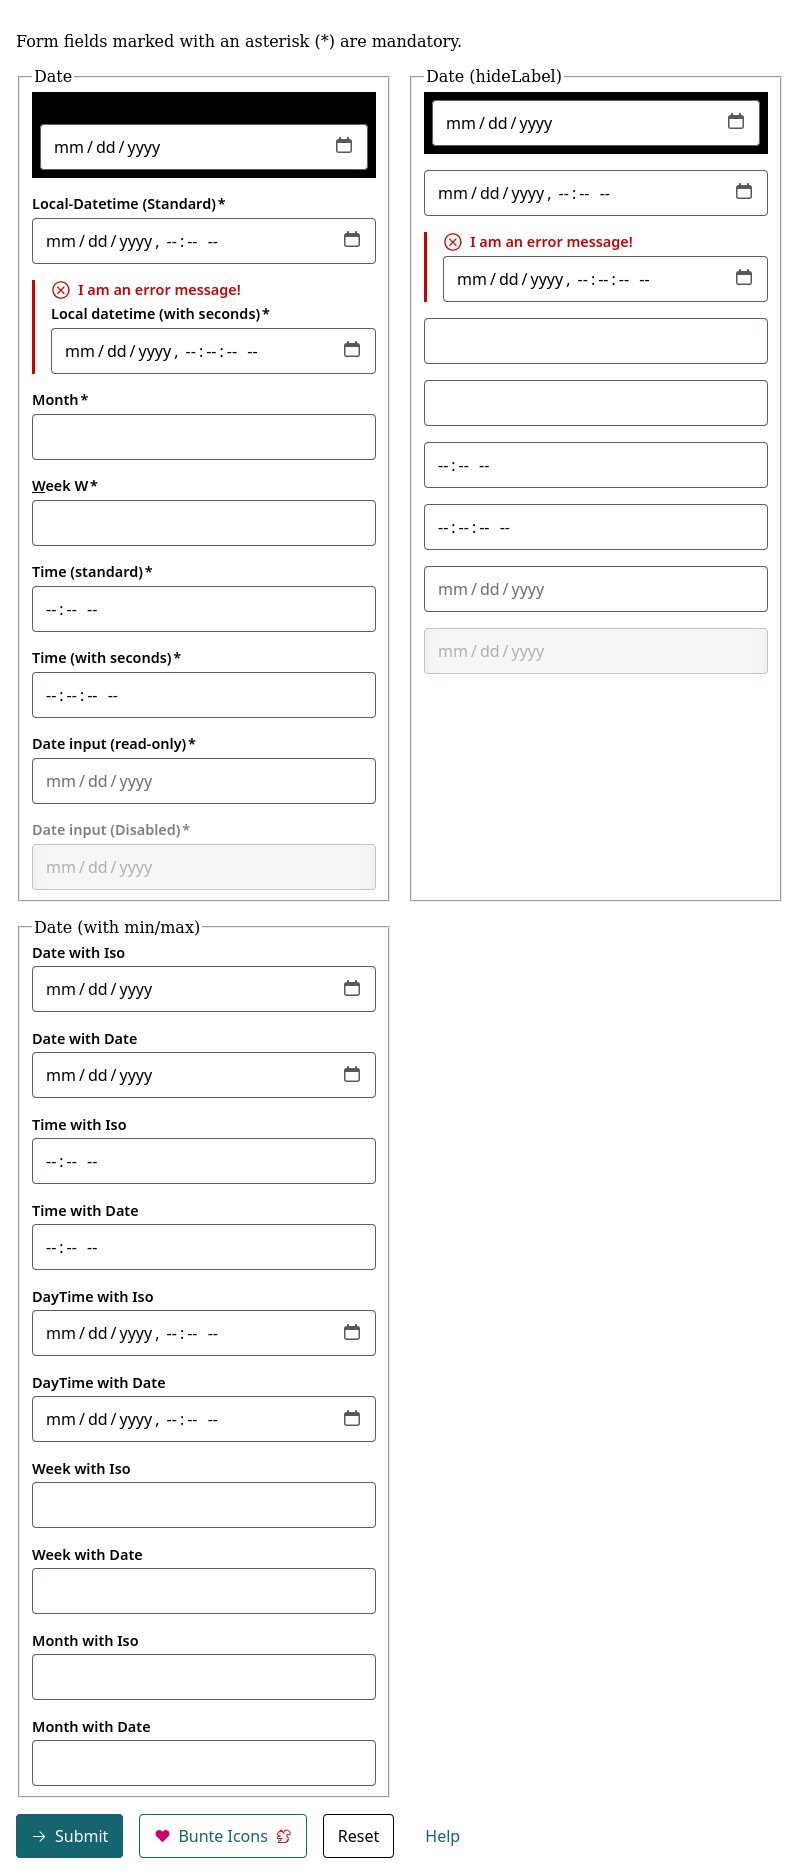 Form fields marked with an asterisk (*) are mandatory.
Date
mm/dd/yyyy
Local-Datetime (Standard)*
mm/dd/yyyy, --:-- --
I am an error message!
Local datetime (with seconds)*
mm/dd/yyyy, --:--:-- --
Month*
Week W*
Time (standard)*
--:-- --
Time (with seconds)*
--:--:-- --
Date input (read-only)*
mm/dd/yyyy
Date input (Disabled)*
mm/dd/yyyy
Date (hideLabel)
mm/dd/yyyy
mm/dd/yyyy, --:-- --
I am an error message!
mm/dd/yyyy, --:--:-- --
--:-- --
--:--:-- --
mm/dd/yyyy
mm/dd/yyyy
Date (with min/max)
Date with Iso
mm/dd/yyyy
Date with Date
mm/dd/yyyy
Time with Iso
--:-- --
Time with Date
--:-- --
DayTime with Iso
mm/dd/yyyy, --:-- --
DayTime with Date
mm/dd/yyyy, --:-- --
Week with Iso
Week with Date
Month with Iso
Month with Date
Submit
Bunte Icons
Reset
Help